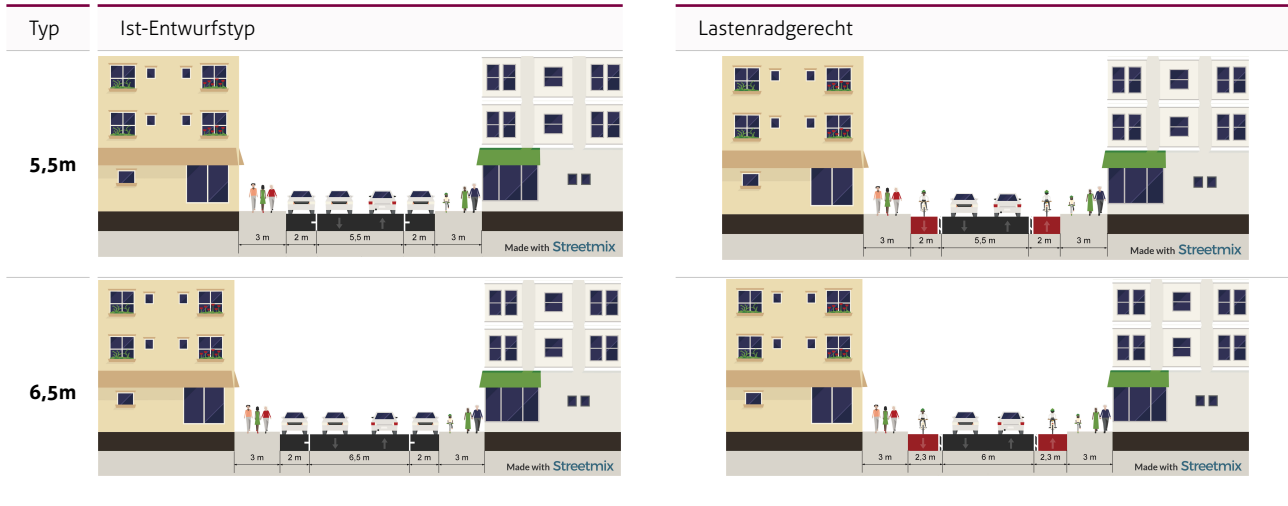 Typ Ist-Entwurfstyp Lastenradgerecht
5,5m
3 m 2 m 5,5 m 2 m 3 m
Made with Streetmix
3 m 2 m 5,5 m 2 m 3 m
Made with Streetmix
6,5m
3 m 2 m 6,5 m 2 m 3 m
Made with Streetmix
3 m 2,3 m 6 m 2,3 m 3 m
Made with Streetmix